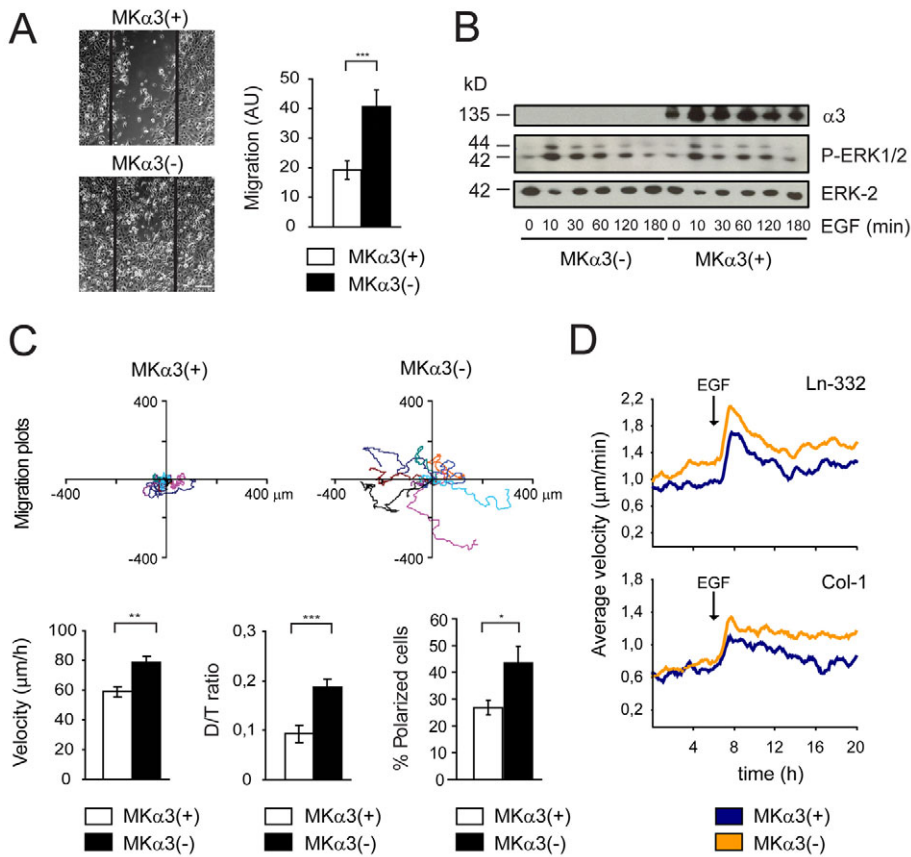 A
MKα3(+)
MKα3(-)
Migration (AU)
50
40
30
20
10
0
***
MKα3(+)
MKα3(-)
B
kD
135
α3
44
42
P-ERK1/2
42
ERK-2
0 10 30 60 120 180 0 10 30 60 120 180 EGF (min)
MKα3(-) MKα3(+)
C
Migration plots
MKα3(+)
400
-400 400 μm
-400
MKα3(-)
400
-400 400 μm
-400
Velocity (μm/h)
100
80
60
40
20
0
**
MKα3(+)
MKα3(-)
D/T ratio
0,3
0,2
0,1
0
***
MKα3(+)
MKα3(-)
% Polarized cells
60
50
40
30
20
10
0
*
MKα3(+)
MKα3(-)
D
Average velocity (μm/min)
EGF
Ln-332
2,2
1,8
1,4
1,0
0,6
0,2
EGF
Col-1
1,8
1,4
1,0
0,6
0,2
4 8 12 16 20
time (h)
MKα3(+)
MKα3(-)